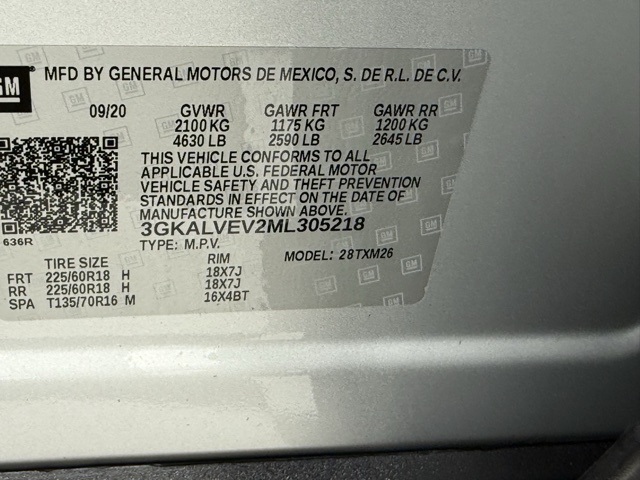 GM
MFD BY GENERAL MOTORS DE MEXICO, S. DE R.L. DE C.V.
09/20 GVWR GAWR FRT GAWR RR
2100 KG 1175 KG 1200 KG
4630 LB 2590 LB 2645 LB
THIS VEHICLE CONFORMS TO ALL
APPLICABLE U.S. FEDERAL MOTOR
VEHICLE SAFETY AND THEFT PREVENTION
STANDARDS IN EFFECT ON THE DATE OF
MANUFACTURE SHOWN ABOVE.
3GKALVEV2ML305218
636R
TYPE: M.P.V. MODEL: 28TXM26
TIRE SIZE RIM
FRT 225/60R18 H 18X7J
RR 225/60R18 H 18X7J
SPA T135/70R16 M 16X4BT